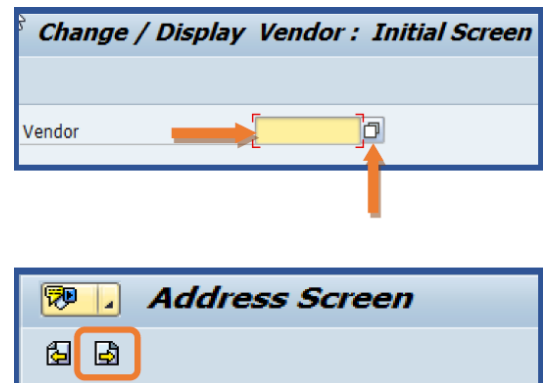 Change / Display Vendor : Initial Screen
Vendor
Address Screen